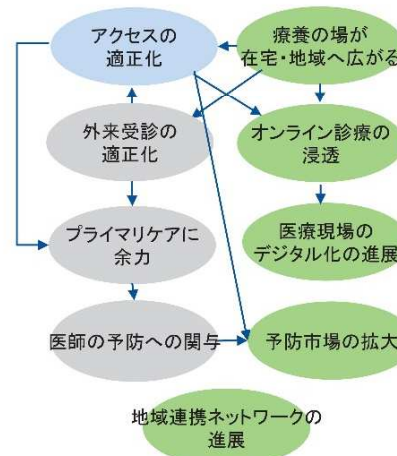 アクセスの
適正化
療養の場が
在宅・地域へ広がる
外来受診の
適正化
オンライン診療の
浸透
プライマリケアに
余力
医療現場の
デジタル化の進展
医師の予防への関与
予防市場の拡大
地域連携ネットワークの
進展